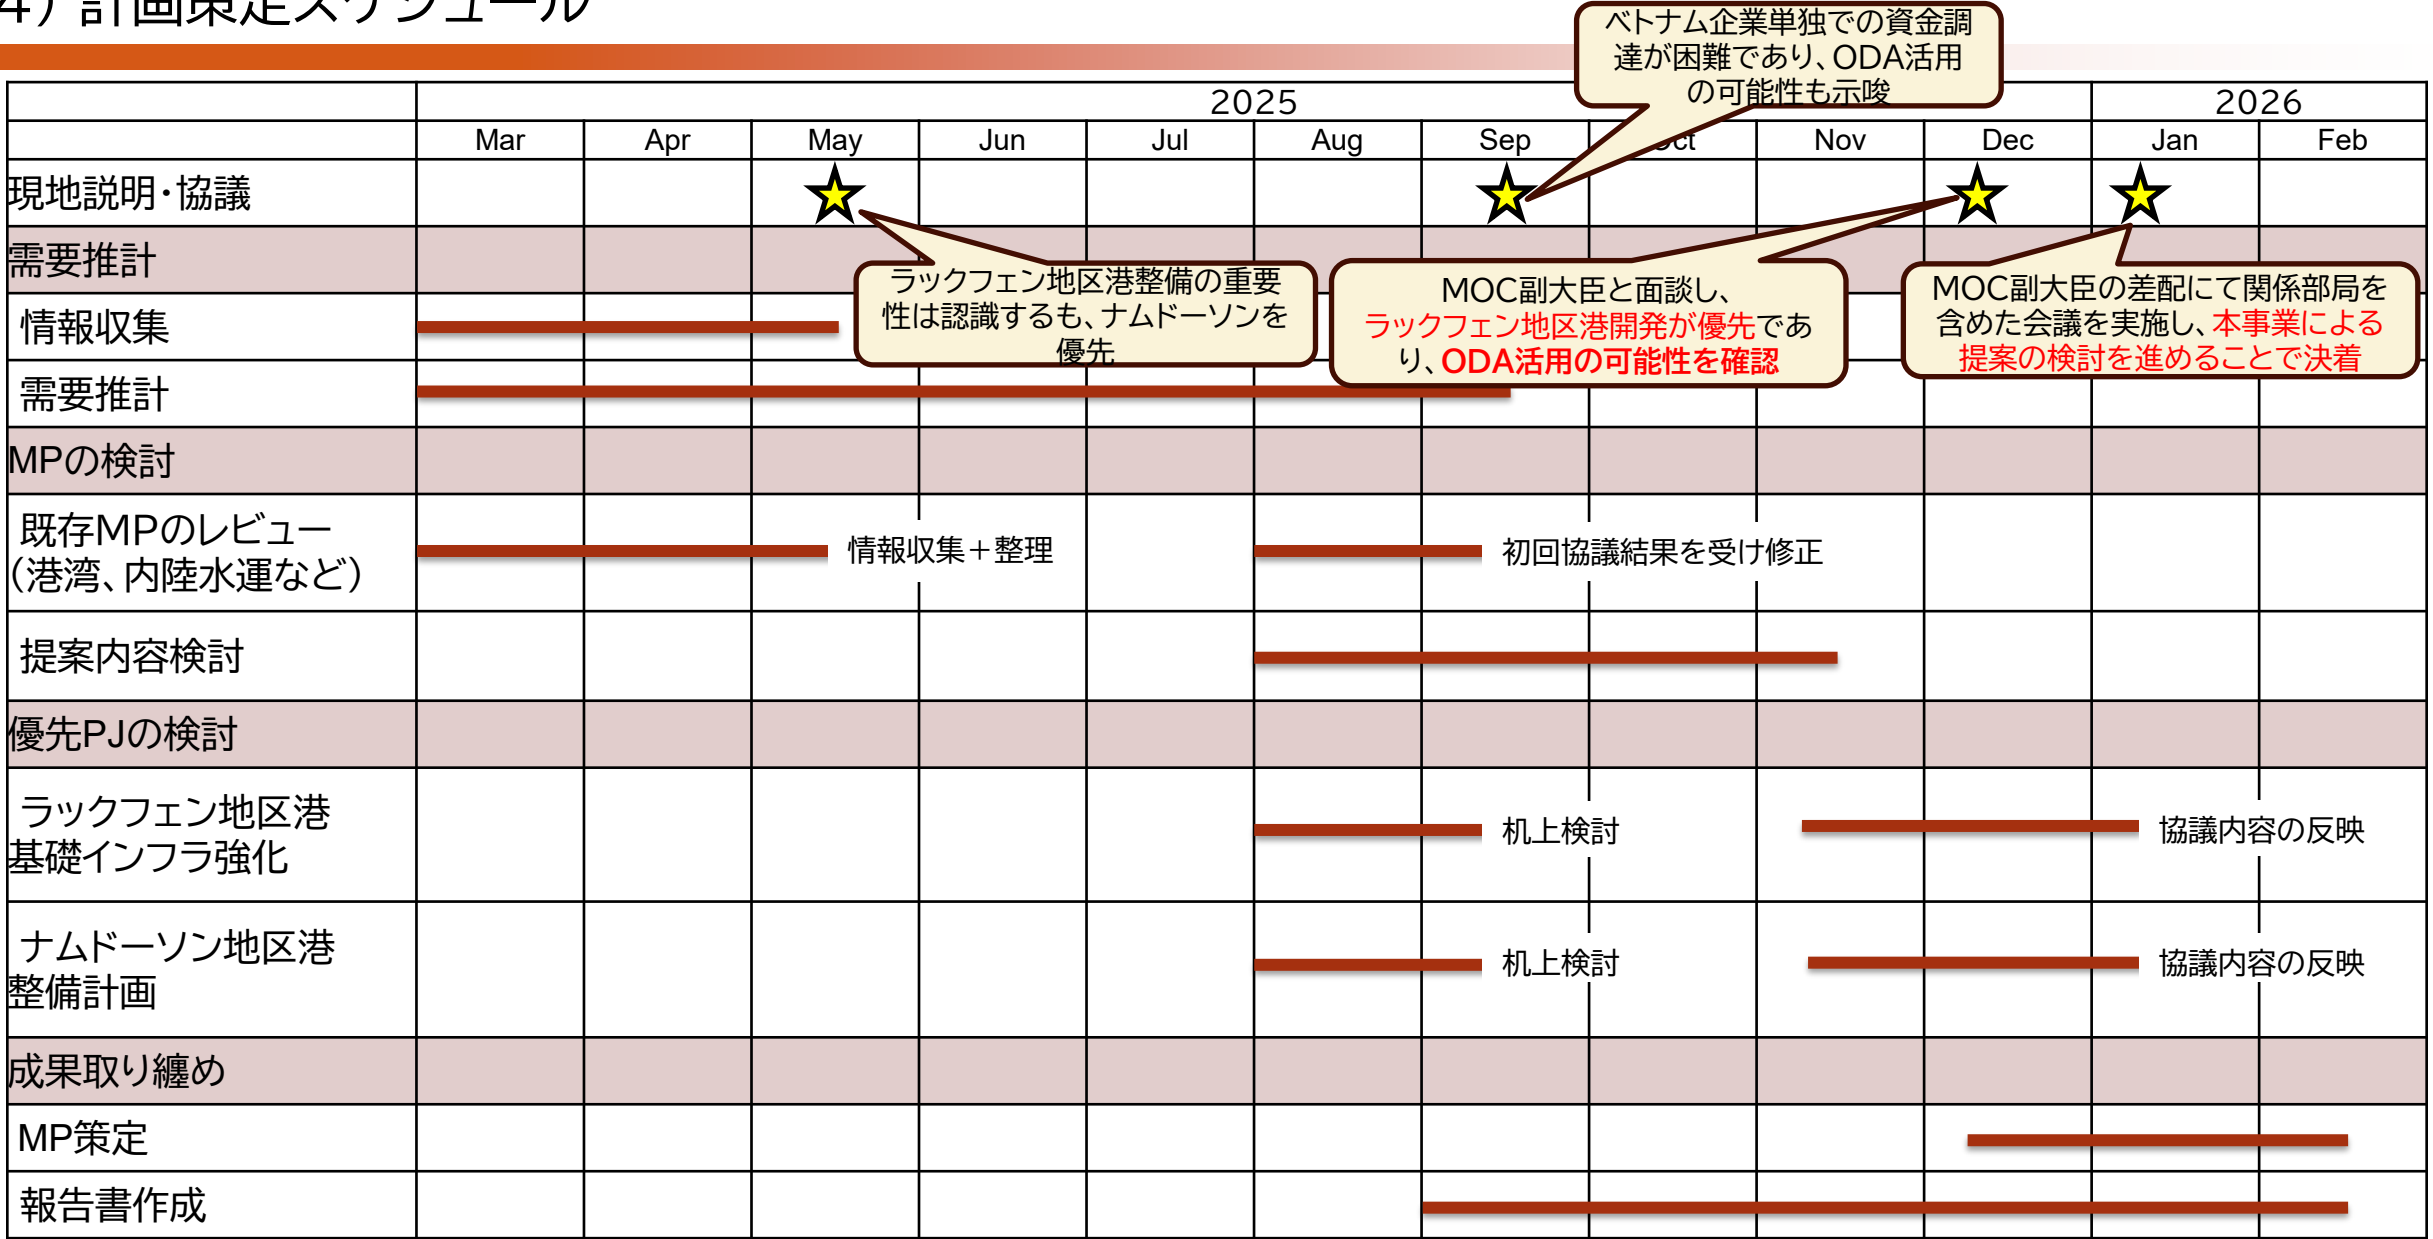 4) 計画策定スケジュール
ベトナム企業単独での資金調
達が困難であり、ODA活用
の可能性も示唆
2025
2026
Mar
Apr
May
Jun
Jul
Aug
Sep
Oct
Nov
Dec
Jan
Feb
現地説明・協議
需要推計
ラックフェン地区港整備の重要
性は認識するも、ナムドーソンを
優先
MOC副大臣と面談し、
ラックフェン地区港開発が優先であ
り、ODA活用の可能性を確認
MOC副大臣の差配にて関係部局を
含めた会議を実施し、本事業による
提案の検討を進めることで決着
情報収集
需要推計
MPの検討
既存MPのレビュー
(港湾、内陸水運など)
情報収集+整理
初回協議結果を受け修正
提案内容検討
優先PJの検討
ラックフェン地区港
基礎インフラ強化
机上検討
協議内容の反映
ナムドーソン地区港
整備計画
机上検討
協議内容の反映
成果取り纏め
MP策定
報告書作成